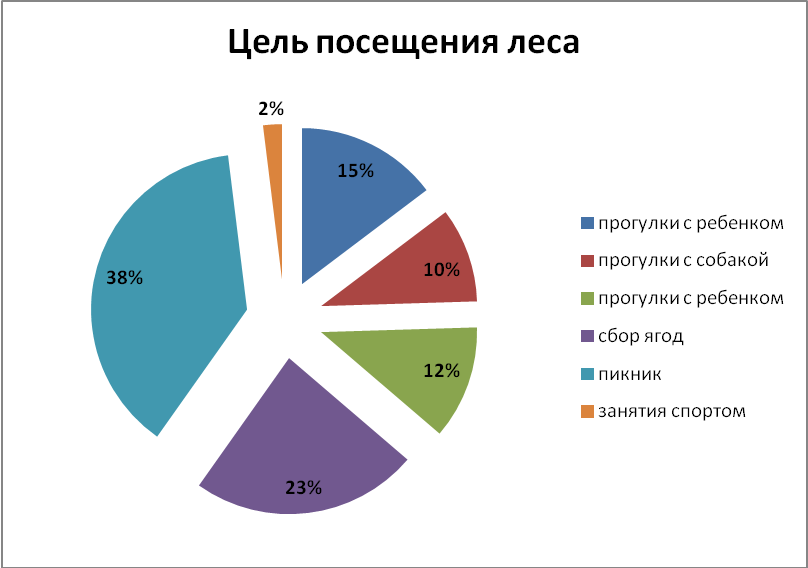 Цель посещения леса
2%
15%
10%
38%
12%
23%
прогулки с ребенком
прогулки с собакой
прогулки с ребенком
сбор ягод
пикник
занятия спортом